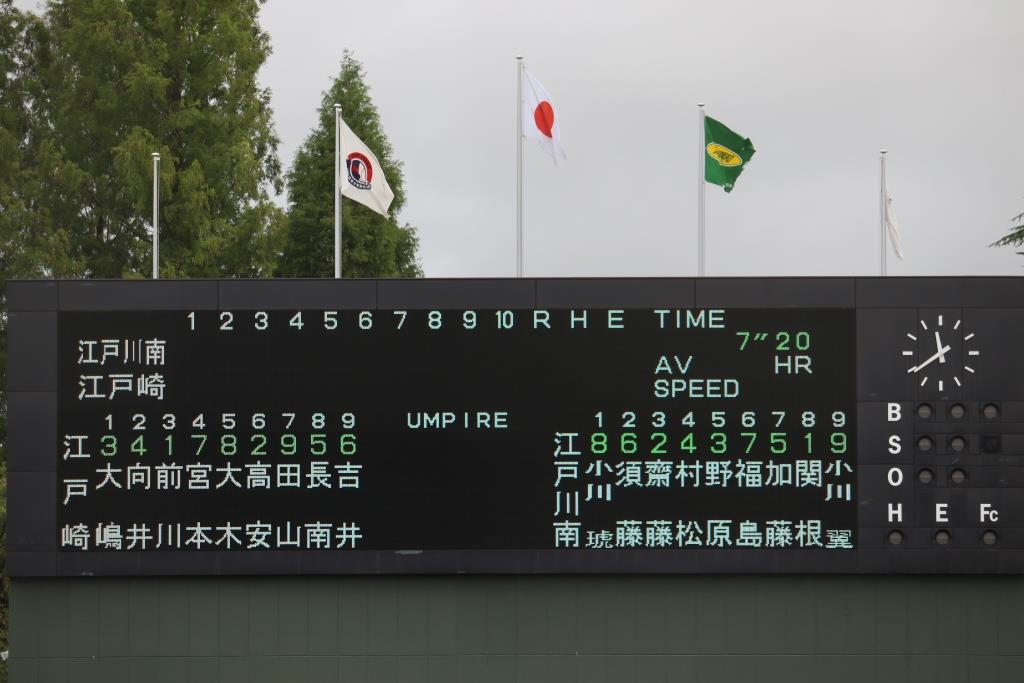 1 2 3 4 5 6 7 8 9 10 R H E TIME
江戸川南
7″20
AV HR
江戸崎
SPEED
1 2 3 4 5 6 7 8 9
江戸崎
3 4 1 7 8 2 9 5 6
大嶋
向井
前川
宮本
大木
高安
田山
長南
吉井
UMPIRE
1 2 3 4 5 6 7 8 9
江戸川南
8 6 2 4 3 7 5 1 9
小川琥
須藤
齋藤
村松
野原
福島
加藤
関根
小川翼
B
S
O
H E Fc